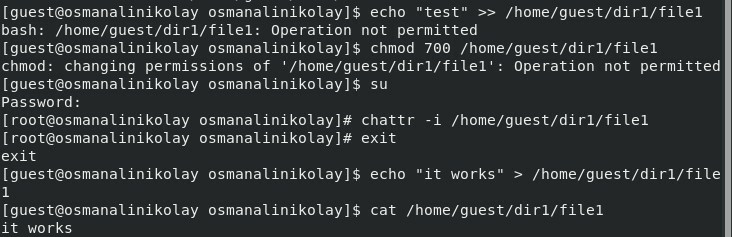 [guest@osmanalinikolay osmanalinikolay]$ echo "test" >> /home/guest/dir1/file1
bash: /home/guest/dir1/file1: Operation not permitted
[guest@osmanalinikolay osmanalinikolay]$ chmod 700 /home/guest/dir1/file1
chmod: changing permissions of '/home/guest/dir1/file1': Operation not permitted
[guest@osmanalinikolay osmanalinikolay]$ su
Password:
[root@osmanalinikolay osmanalinikolay]# chattr -i /home/guest/dir1/file1
[root@osmanalinikolay osmanalinikolay]# exit
exit
[guest@osmanalinikolay osmanalinikolay]$ echo "it works" > /home/guest/dir1/file
1
[guest@osmanalinikolay osmanalinikolay]$ cat /home/guest/dir1/file1
it works